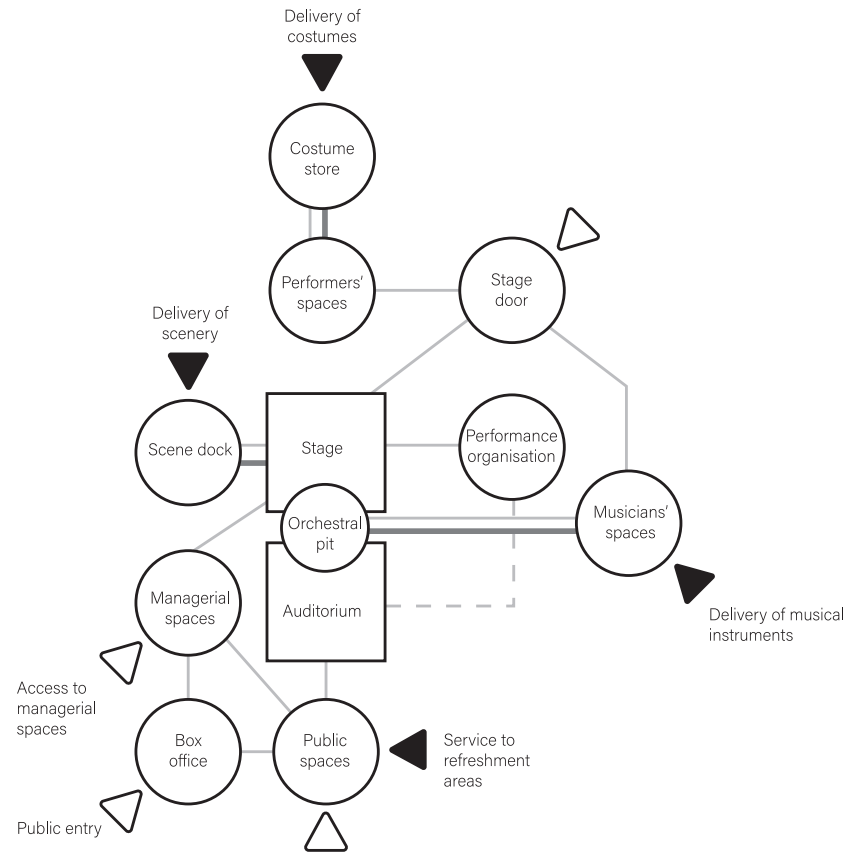 Delivery of
costumes
Costume
store
Performers’
spaces
Stage
door
Delivery of
scenery
Scene dock
Stage
Performance
organisation
Orchestral
pit
Musicians’
spaces
Managerial
spaces
Auditorium
Delivery of musical
instruments
Access to
managerial
spaces
Box
office
Public
spaces
Service to
refreshment
areas
Public entry